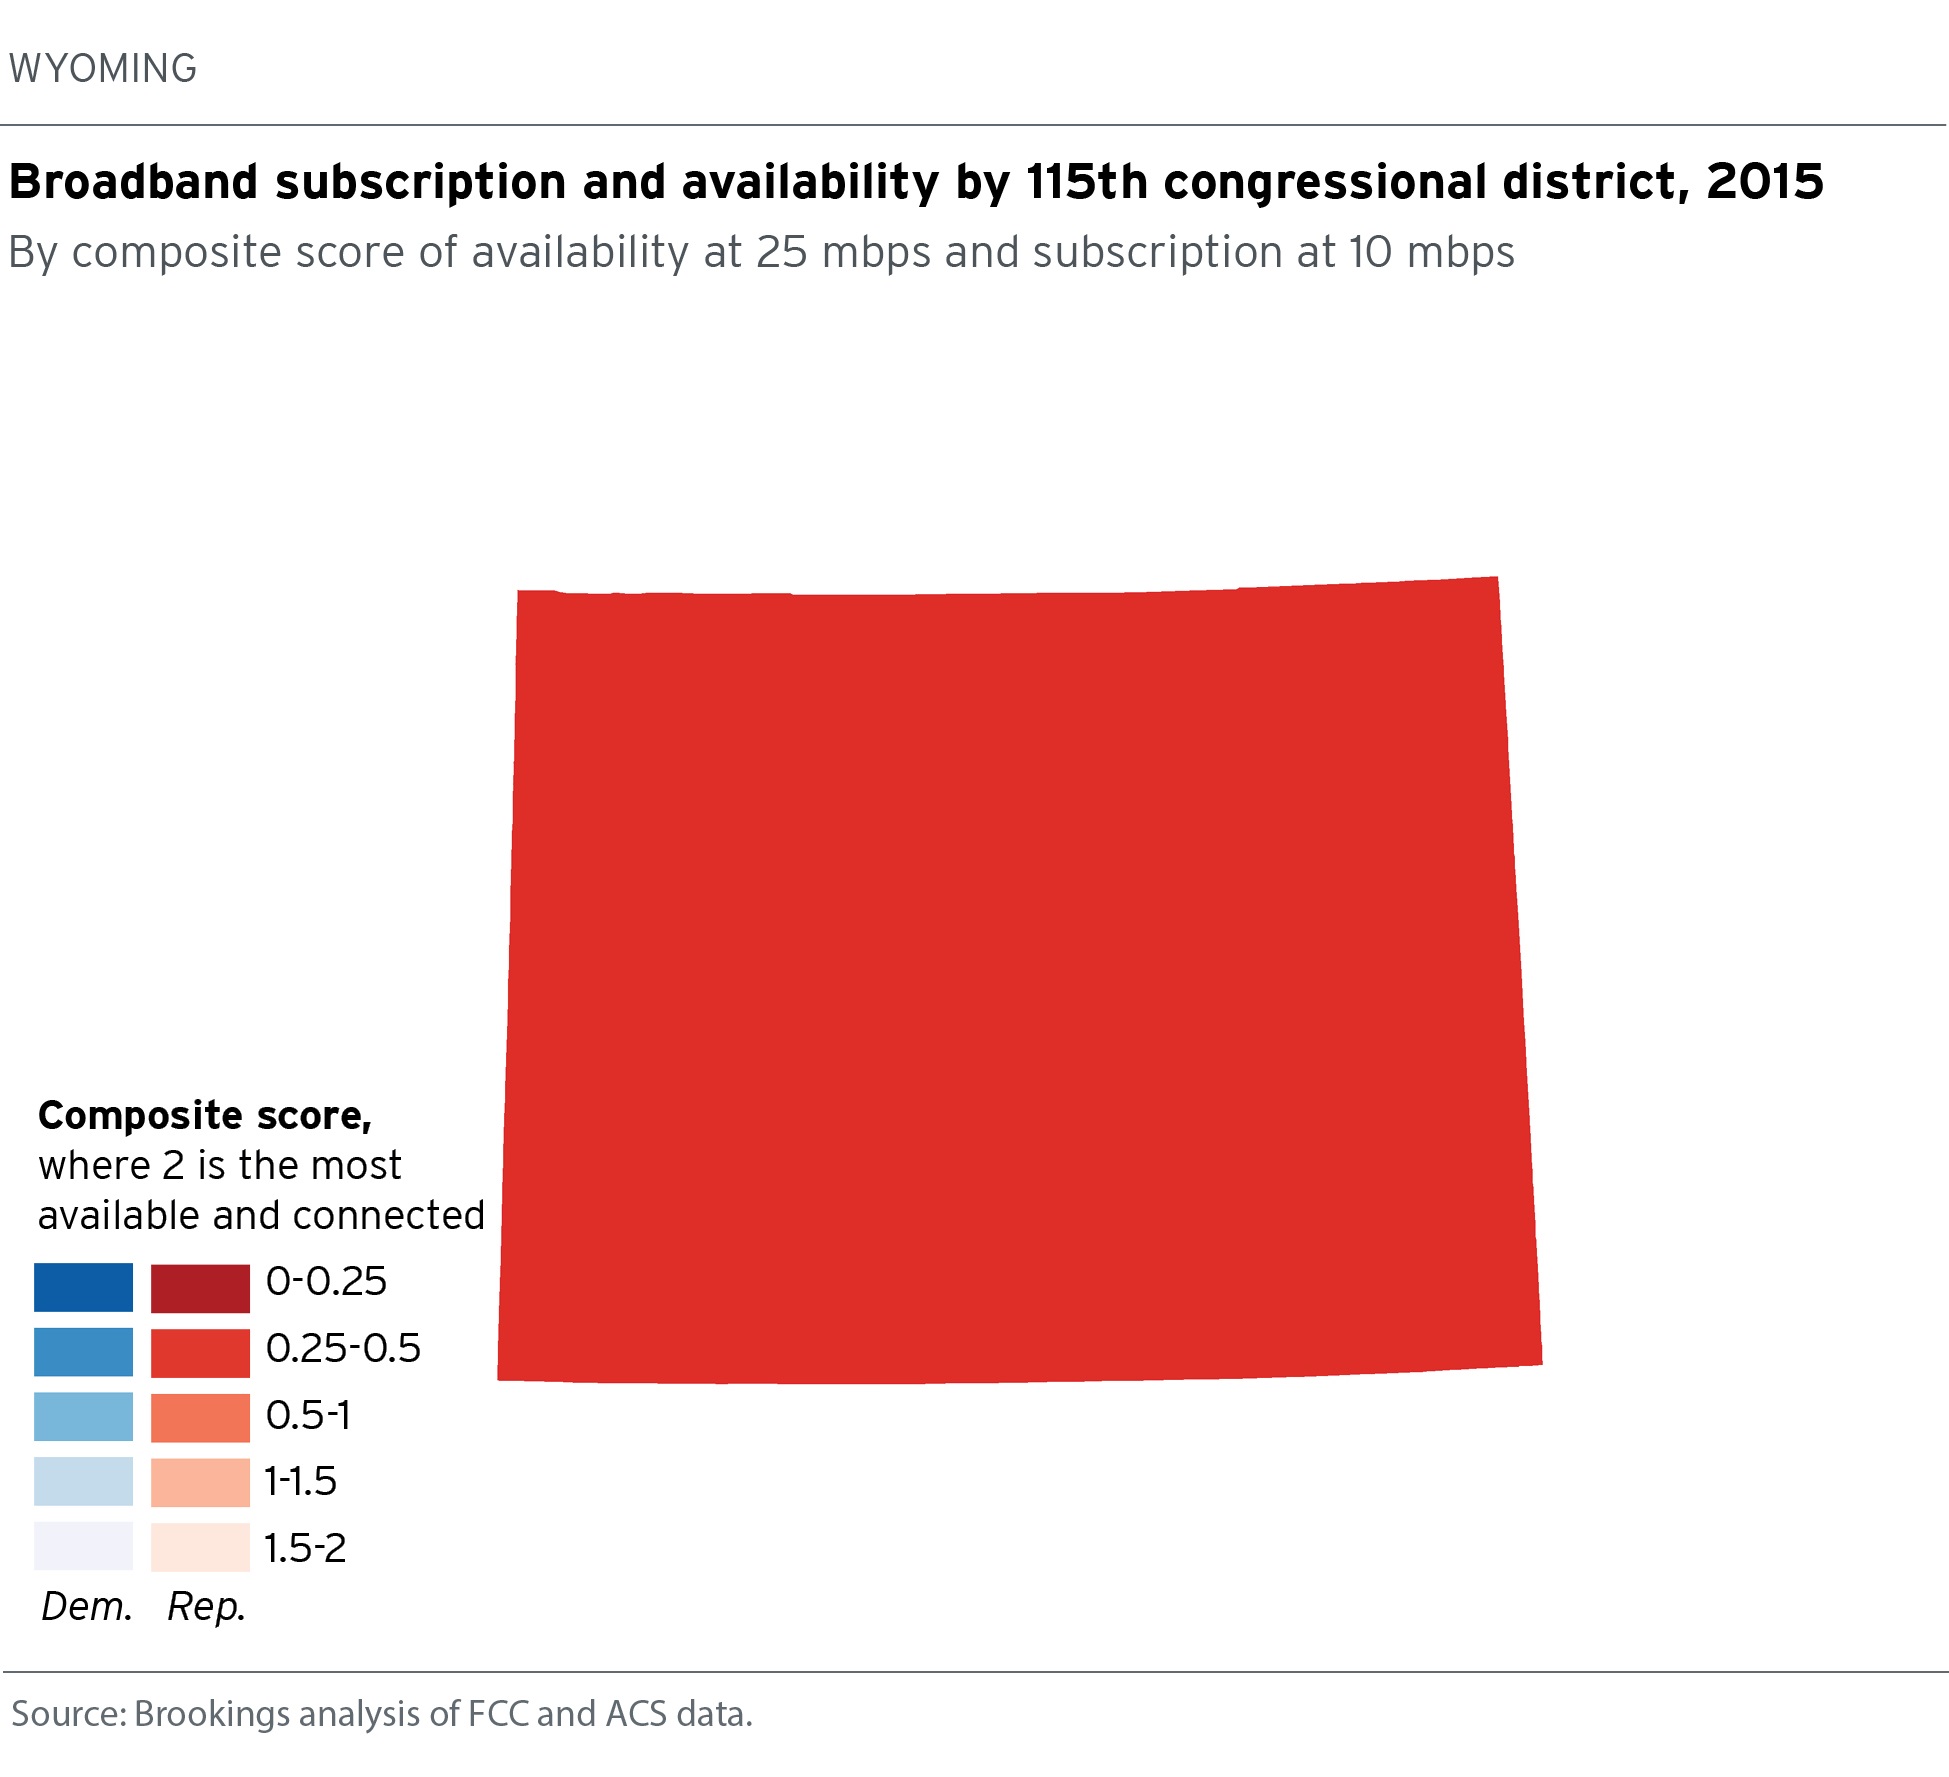 WYOMING
Broadband subscription and availability by 115th congressional district, 2015
By composite score of availability at 25 mbps and subscription at 10 mbps
Composite score,
where 2 is the most
available and connected
0-0.25
0.25-0.5
0.5-1
1-1.5
1.5-2
Dem. Rep.
Source: Brookings analysis of FCC and ACS data.